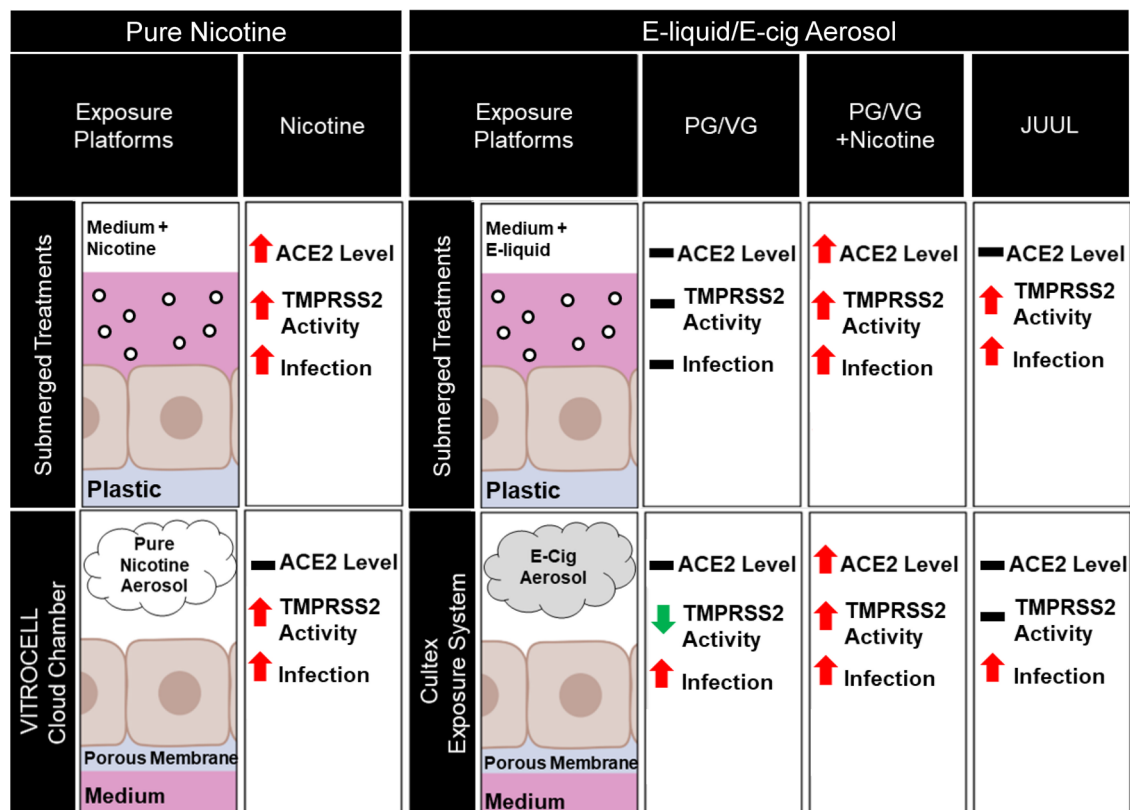 Pure Nicotine
E-liquid/E-cig Aerosol
Exposure
Platforms
Nicotine
Exposure
Platforms
PG/VG
PG/VG
+Nicotine
JUUL
Submerged Treatments
Medium +
Nicotine
Plastic
ACE2 Level
TMPRSS2
Activity
Infection
Submerged Treatments
Medium +
E-liquid
Plastic
ACE2 Level
TMPRSS2
Activity
Infection
ACE2 Level
TMPRSS2
Activity
Infection
ACE2 Level
TMPRSS2
Activity
Infection
VITROCELL
Cloud Chamber
Pure
Nicotine
Aerosol
Porous Membrane
Medium
ACE2 Level
TMPRSS2
Activity
Infection
Cultex
Exposure System
E-Cig
Aerosol
Porous Membrane
Medium
ACE2 Level
TMPRSS2
Activity
Infection
ACE2 Level
TMPRSS2
Activity
Infection
ACE2 Level
TMPRSS2
Activity
Infection